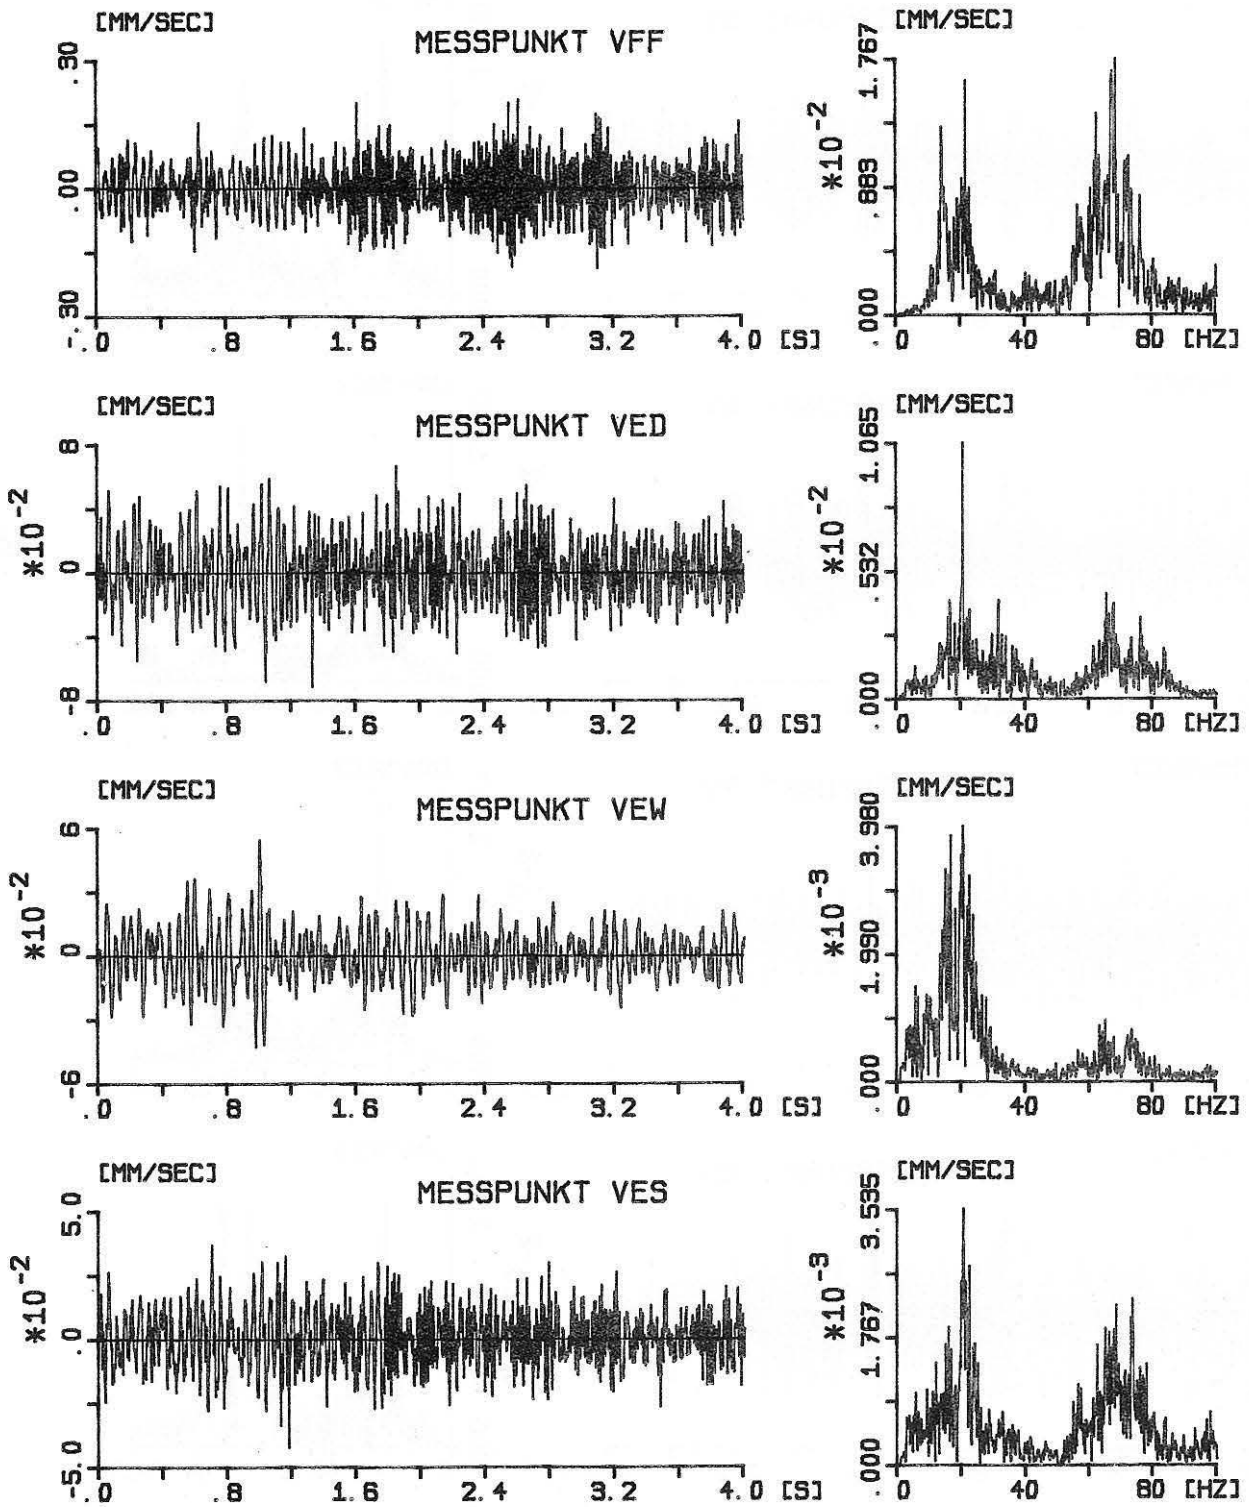 [MM/SEC]
MESSPUNKT VFF
.30
.00
-.30
.0 .8 1.6 2.4 3.2 4.0 [S]
[MM/SEC]
*10⁻²
1.767
.883
.000
0 40 80 [HZ]
[MM/SEC]
MESSPUNKT VED
*10⁻²
8
0
-8
.0 .8 1.6 2.4 3.2 4.0 [S]
[MM/SEC]
*10⁻²
1.065
.532
.000
0 40 80 [HZ]
[MM/SEC]
MESSPUNKT VEW
*10⁻²
6
0
-6
.0 .8 1.6 2.4 3.2 4.0 [S]
[MM/SEC]
*10⁻³
3.980
1.990
.000
0 40 80 [HZ]
[MM/SEC]
MESSPUNKT VES
*10⁻²
5.0
.0
-5.0
.0 .8 1.6 2.4 3.2 4.0 [S]
[MM/SEC]
*10⁻³
3.535
1.767
.000
0 40 80 [HZ]